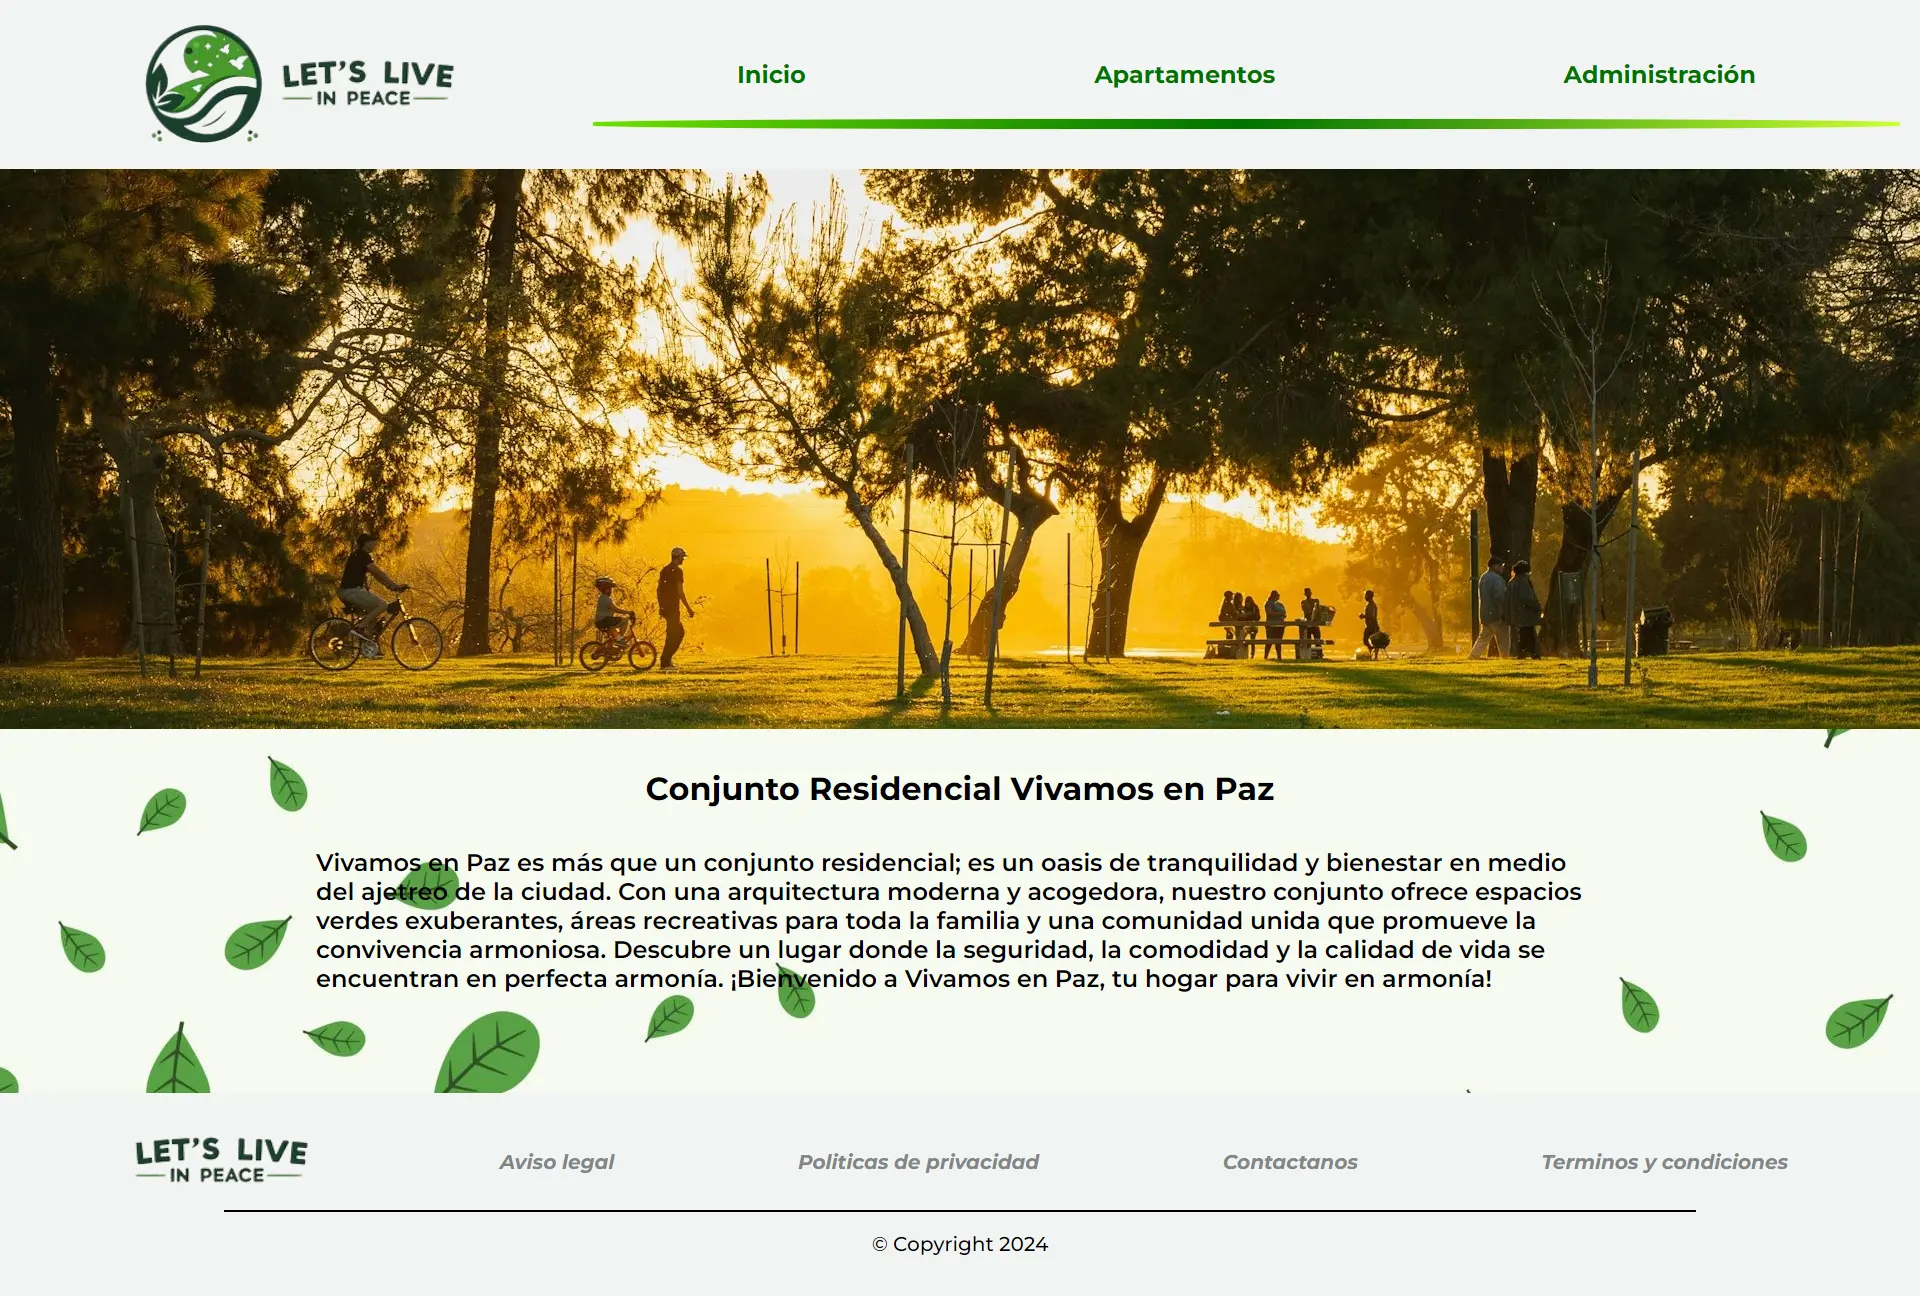 LET'S LIVE
IN PEACE
Inicio
Apartamentos
Administración
Conjunto Residencial Vivamos en Paz
Vivamos en Paz es más que un conjunto residencial; es un oasis de tranquilidad y bienestar en medio
del ajetreo de la ciudad. Con una arquitectura moderna y acogedora, nuestro conjunto ofrece espacios
verdes exuberantes, áreas recreativas para toda la familia y una comunidad unida que promueve la
convivencia armoniosa. Descubre un lugar donde la seguridad, la comodidad y la calidad de vida se
encuentran en perfecta armonía. ¡Bienvenido a Vivamos en Paz, tu hogar para vivir en armonía!
LET'S LIVE
IN PEACE
Aviso legal
Politicas de privacidad
Contactanos
Terminos y condiciones
© Copyright 2024